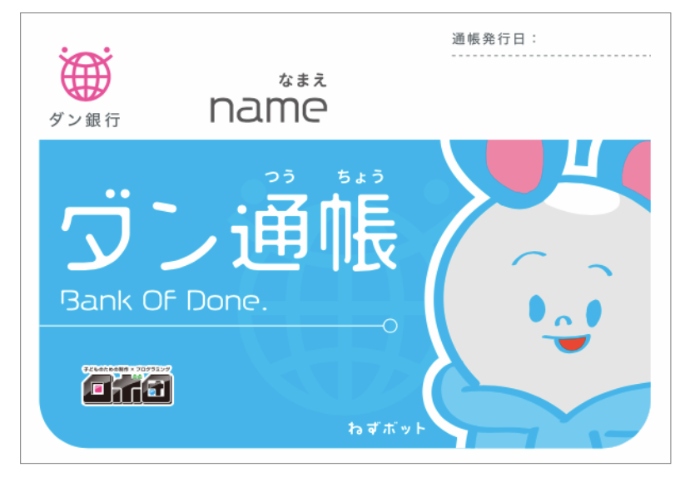 通帳発行日：
ダン銀行
なまえ
name
つう ちょう
ダン通帳
Bank OF Done.
子どものための製作×プログラミング
ロボ団
ねずボット